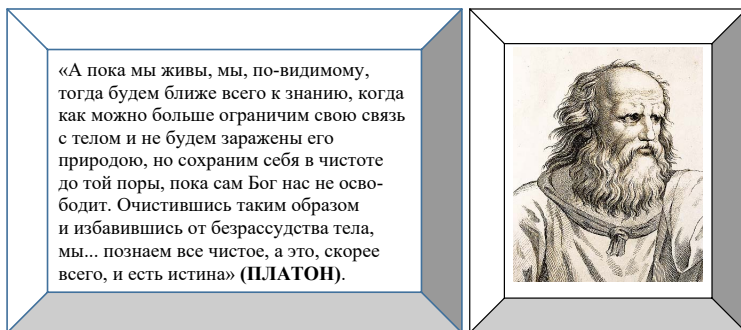 «А пока мы живы, мы, по-видимому,
тогда будем ближе всего к знанию, когда
как можно больше ограничим свою связь
с телом и не будем заражены его
природою, но сохраним себя в чистоте
до той поры, пока сам Бог нас не осво-
бодит. Очистившись таким образом
и избавившись от безрассудства тела,
мы... познаем все чистое, а это, скорее
всего, и есть истина» (ПЛАТОН).